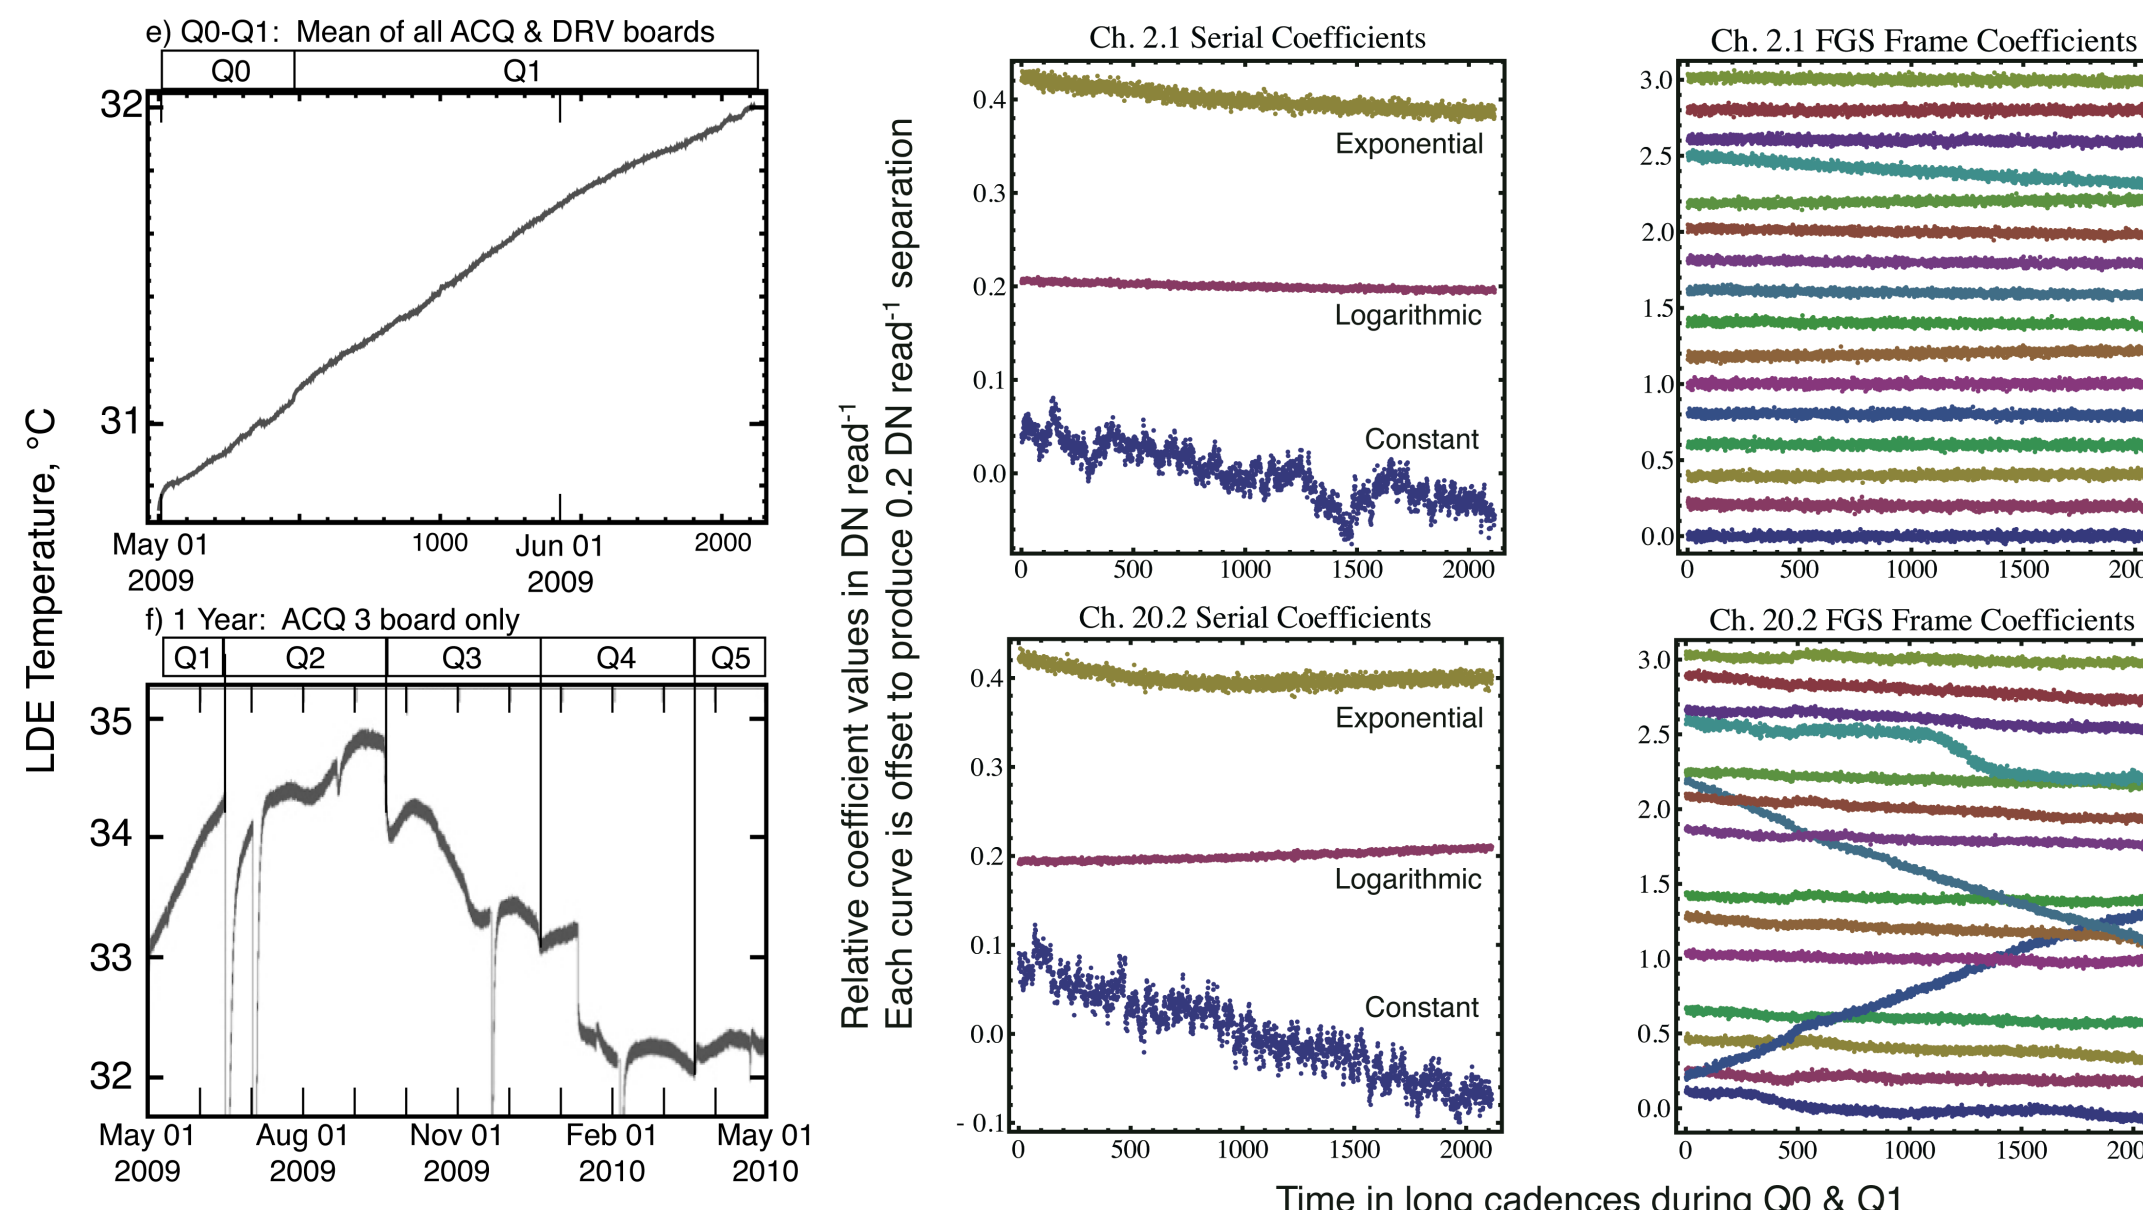 e) Q0-Q1: Mean of all ACQ & DRV boards
Q0
Q1
32
31
May 01
2009
1000
Jun 01
2009
2000
f) 1 Year: ACQ 3 board only
Q1
Q2
Q3
Q4
Q5
35
34
33
32
May 01
2009
Aug 01
2009
Nov 01
2009
Feb 01
2010
May 01
2010
LDE Temperature, °C
Relative coefficient values in DN read⁻¹
Each curve is offset to produce 0.2 DN read⁻¹ separation
Ch. 2.1 Serial Coefficients
0.4
0.3
0.2
0.1
0.0
Exponential
Logarithmic
Constant
0
500
1000
1500
2000
Ch. 2.1 FGS Frame Coefficients
3.0
2.5
2.0
1.5
1.0
0.5
0.0
0
500
1000
1500
200
Ch. 20.2 Serial Coefficients
0.4
0.3
0.2
0.1
0.0
- 0.1
Exponential
Logarithmic
Constant
0
500
1000
1500
2000
Ch. 20.2 FGS Frame Coefficients
3.0
2.5
2.0
1.5
1.0
0.5
0.0
0
500
1000
1500
200
Time in long cadences during Q0 & Q1